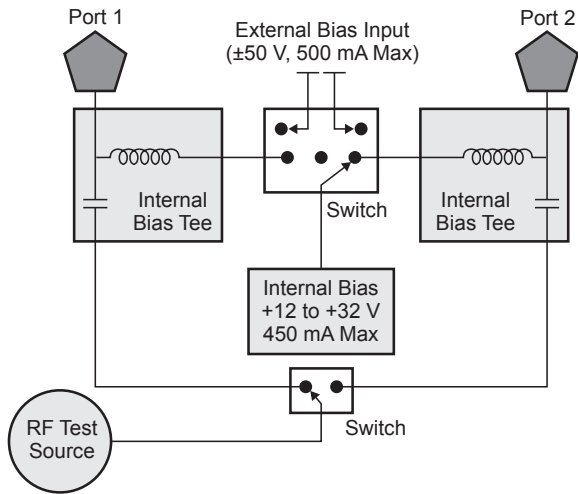 Port 1
External Bias Input
(±50 V, 500 mA Max)
Port 2
Internal
Bias Tee
Switch
Internal
Bias Tee
Internal Bias
+12 to +32 V
450 mA Max
RF Test
Source
Switch